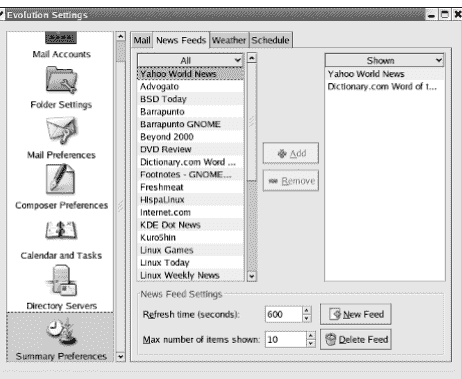 Evolution Settings
Mail Accounts
Folder Settings
Mail Preferences
Composer Preferences
Calendar and Tasks
Directory Servers
Summary Preferences
Mail News Feeds Weather Schedule
All
Yahoo World News
Advogato
BSD Today
Barrapunto
Barrapunto GNOME
Beyond 2000
DVD Review
Dictionary.com Word ...
Footnotes - GNOME...
Freshmeat
HispaLinux
Internet.com
KDE Dot News
Kuro5hin
Linux Games
Linux Today
Linux Weekly News
Add
Remove
Shown
Yahoo World News
Dictionary.com Word of t...
News Feed Settings
Refresh time (seconds): 600 New Feed
Max number of items shown: 10 Delete Feed